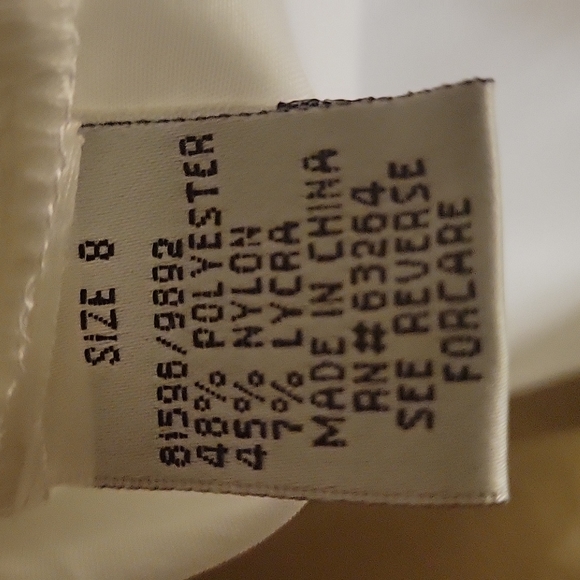 SIZE 8
81596/9892
48% POLYESTER
45% NYLON
7% LYCRA
MADE IN CHINA
RN#63264
SEE REVERSE
FORCARE